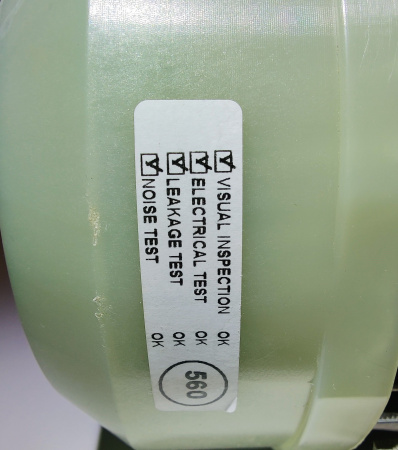 ☑ VISUAL INSPECTION OK
☑ ELECTRICAL TEST OK
☑ LEAKAGE TEST OK
☑ NOISE TEST OK
560